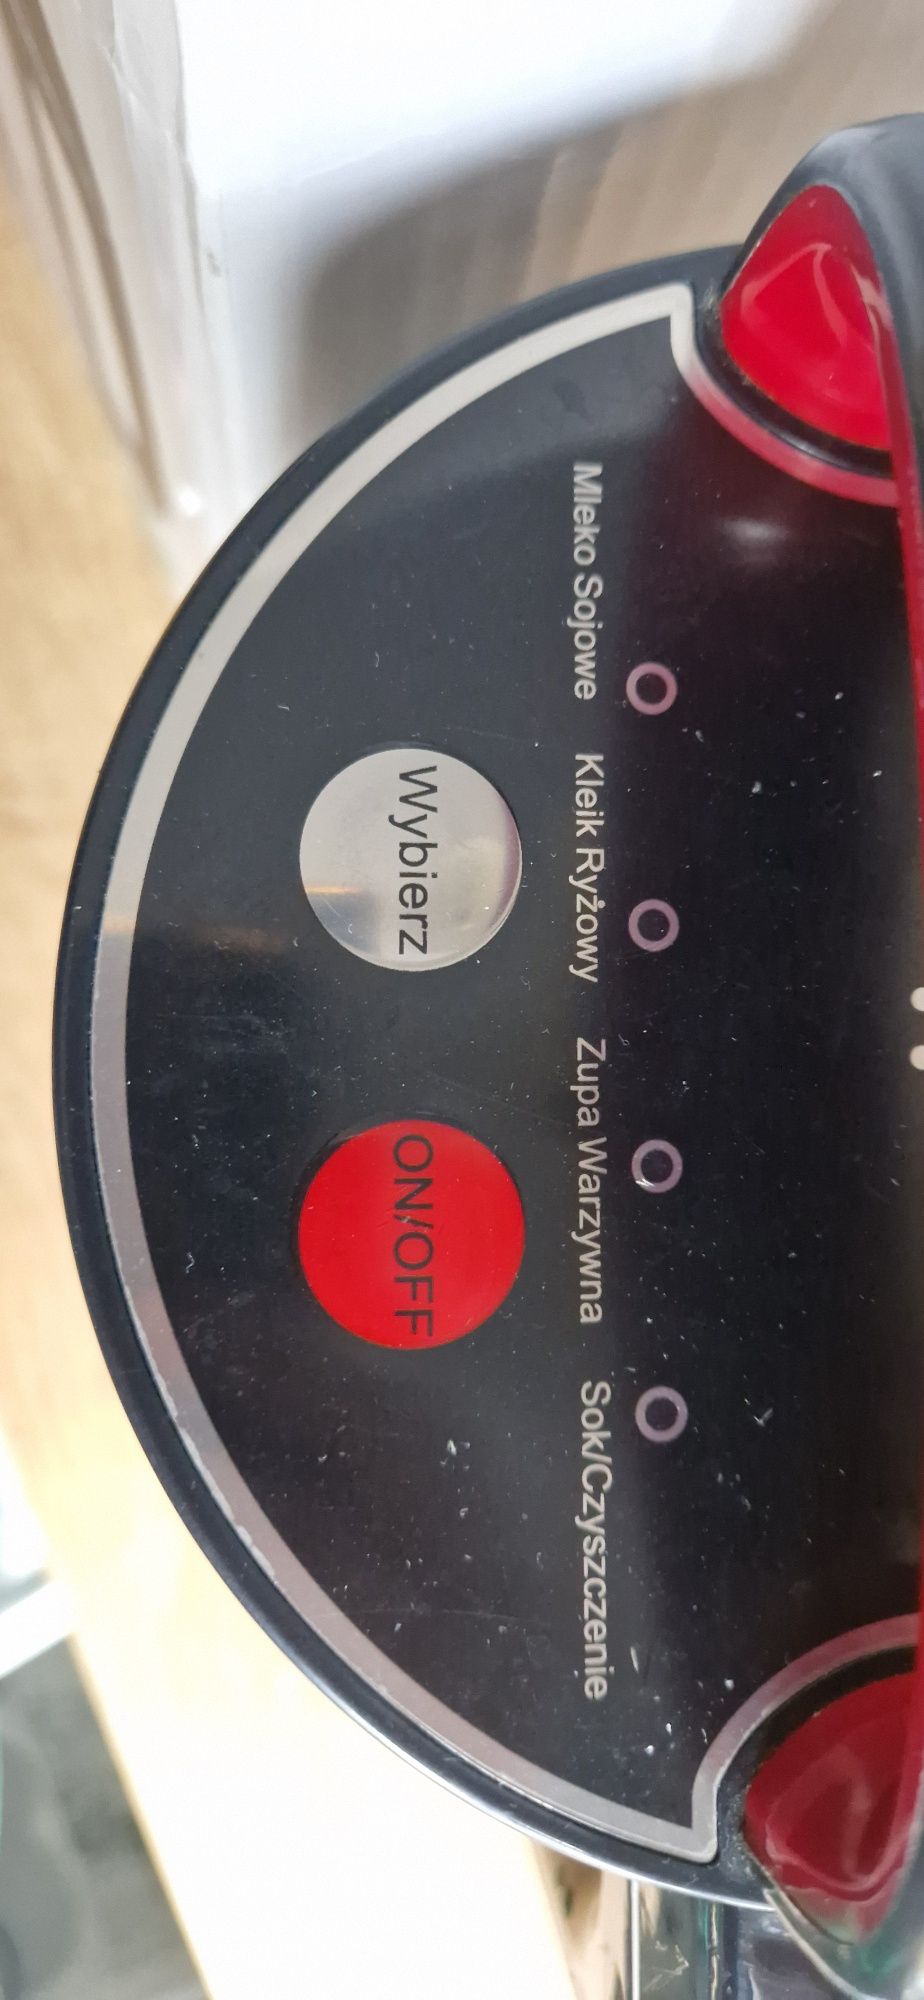 Mleko Sojowe
Kleik Ryżowy
Zupa Warzywna
Sok/Czyszczenie
Wybierz
ON/OFF